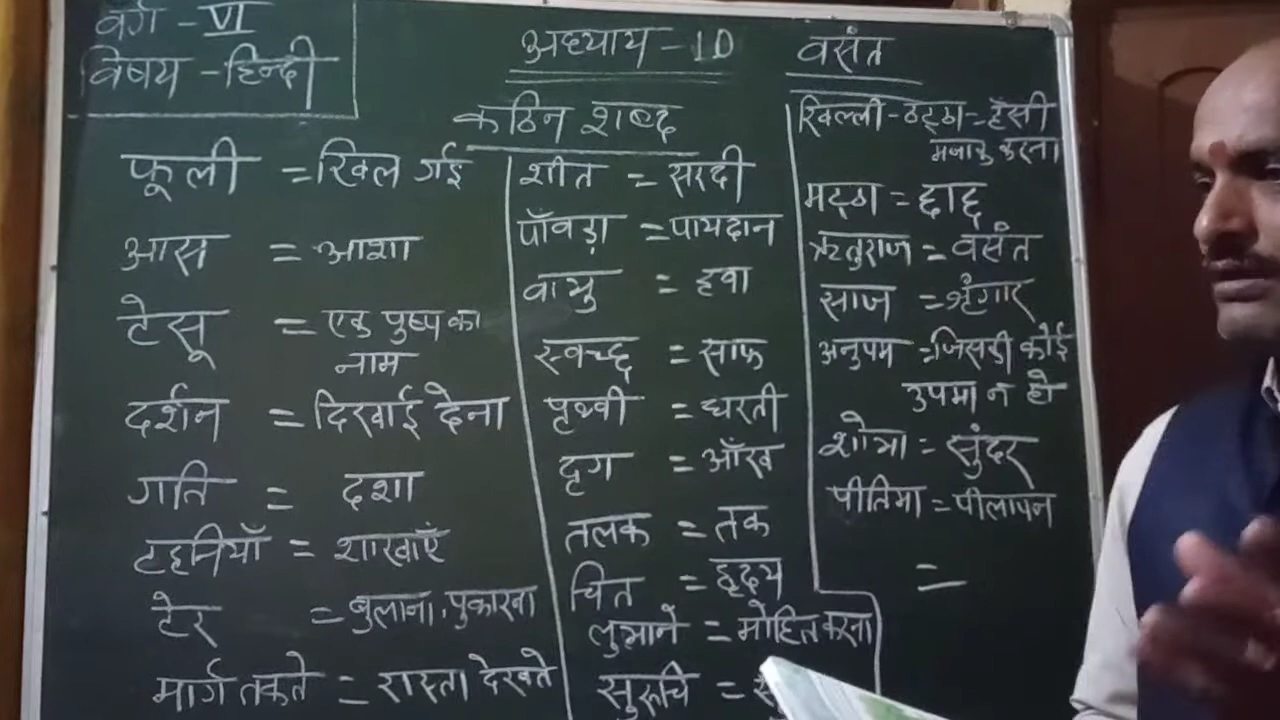 वर्ग - VI
विषय - हिन्दी
अध्याय - 10 वसंत
कठिन शब्द
फूली = खिल गई
आस = आशा
टेसू = एक पुष्प का
नाम
दर्शन = दिखाई देना
गति = दशा
टहनियाँ = शाखाएँ
टेर = बुलाना, पुकारना
मार्ग तकते = रास्ता देखते
शीत = सरदी
पाँवड़ा = पायदान
वायु = हवा
स्वच्छ = साफ
पृथ्वी = धरती
दृग = आँख
तलक = तक
चित = हृदय
लुभाने = मोहित करना
सुरूचि =
खिल्ली - ठट्ठा = हँसी
मजाक करना
मट्ठा = छाछ
ऋतुराज = वसंत
साज = श्रृंगार
अनुपम = जिसकी कोई
उपमा न हो
शोभा = सुंदर
पीतिमा = पीलापन
=